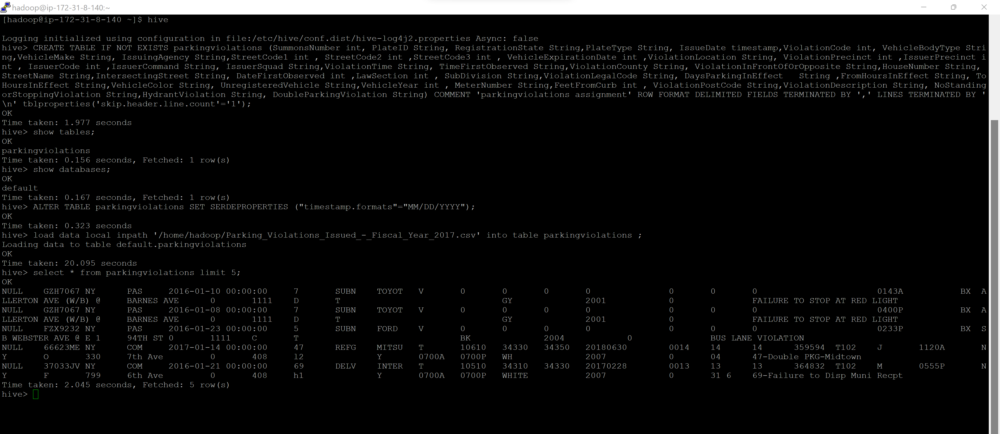 hadoop@ip-172-31-8-140:~
[hadoop@ip-172-31-8-140 ~]$ hive
Logging initialized using configuration in file:/etc/hive/conf.dist/hive-log4j2.properties Async: false
hive> CREATE TABLE IF NOT EXISTS parkingviolations (SummonsNumber int, PlateID String, RegistrationState String,PlateType String, IssueDate timestamp,ViolationCode int, VehicleBodyType Stri
ng,VehicleMake String, IssuingAgency String,StreetCode1 int , StreetCode2 int ,StreetCode3 int , VehicleExpirationDate int ,ViolationLocation String, ViolationPrecinct int ,IssuerPrecinct i
nt , IssuerCode int ,IssuerCommand String, IssuerSquad String,ViolationTime String, TimeFirstObserved String,ViolationCounty String, ViolationInFrontOfOrOpposite String,HouseNumber String,
StreetName String,IntersectingStreet String, DateFirstObserved int ,LawSection int , SubDivision String,ViolationLegalCode String, DaysParkingInEffect   String ,FromHoursInEffect String, To
HoursInEffect String,VehicleColor String, UnregisteredVehicle String,VehicleYear int , MeterNumber String,FeetFromCurb int , ViolationPostCode String,ViolationDescription String, NoStanding
orStoppingViolation String,HydrantViolation String, DoubleParkingViolation String) COMMENT 'parkingviolations assignment' ROW FORMAT DELIMITED FIELDS TERMINATED BY ',' LINES TERMINATED BY '
\n' tblproperties('skip.header.line.count'='1');
OK
Time taken: 1.977 seconds
hive> show tables;
OK
parkingviolations
Time taken: 0.156 seconds, Fetched: 1 row(s)
hive> show databases;
OK
default
Time taken: 0.167 seconds, Fetched: 1 row(s)
hive> ALTER TABLE parkingviolations SET SERDEPROPERTIES ("timestamp.formats"="MM/DD/YYYY");
OK
Time taken: 0.323 seconds
hive> load data local inpath '/home/hadoop/Parking_Violations_Issued_-_Fiscal_Year_2017.csv' into table parkingviolations ;
Loading data to table default.parkingviolations
OK
Time taken: 20.095 seconds
hive> select * from parkingviolations limit 5;
OK
NULL GZH7067 NY PAS 2016-01-10 00:00:00 7 SUBN TOYOT V 0 0 0 0 0 0 0 0143A BX A
LLERTON AVE (W/B) @ BARNES AVE 0 1111 D T GY 2001 0 FAILURE TO STOP AT RED LIGHT
NULL GZH7067 NY PAS 2016-01-08 00:00:00 7 SUBN TOYOT V 0 0 0 0 0 0 0 0400P BX A
LLERTON AVE (W/B) @ BARNES AVE 0 1111 D T GY 2001 0 FAILURE TO STOP AT RED LIGHT
NULL FZX9232 NY PAS 2016-01-23 00:00:00 5 SUBN FORD V 0 0 0 0 0 0 0 0233P BX S
B WEBSTER AVE @ E 1 94TH ST 0 1111 C T BK 2004 0 BUS LANE VIOLATION
NULL 66623ME NY COM 2017-01-14 00:00:00 47 REFG MITSU T 10610 34330 34350 20180630 0014 14 14 359594 T102 J 1120A N
Y O 330 7th Ave 0 408 l2 Y 0700A 0700P WH 2007 0 04 47-Double PKG-Midtown
NULL 37033JV NY COM 2016-01-21 00:00:00 69 DELV INTER T 10510 34310 34330 20170228 0013 13 13 364832 T102 M 0555P N
Y F 799 6th Ave 0 408 h1 Y 0700A 0700P WHITE 2007 0 31 6 69-Failure to Disp Muni Recpt
Time taken: 2.045 seconds, Fetched: 5 row(s)
hive>